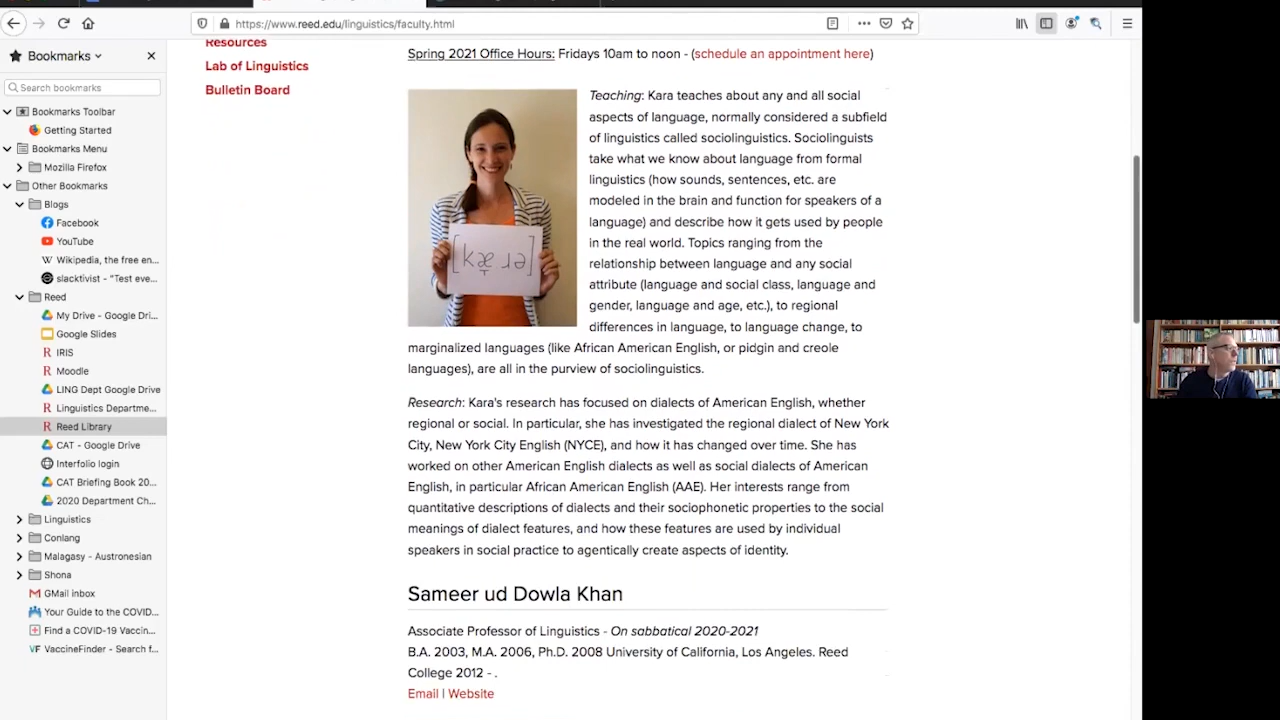 https://www.reed.edu/linguistics/faculty.html
Bookmarks
Search bookmarks
Bookmarks Toolbar
Getting Started
Bookmarks Menu
Mozilla Firefox
Other Bookmarks
Blogs
Facebook
YouTube
Wikipedia, the free en...
slacktivist - "Test eve...
Reed
My Drive - Google Dri...
Google Slides
IRIS
Moodle
LING Dept Google Drive
Linguistics Departme...
Reed Library
CAT - Google Drive
Interfolio login
CAT Briefing Book 20...
2020 Department Ch...
Linguistics
Conlang
Malagasy - Austronesian
Shona
GMail inbox
Your Guide to the COVID...
Find a COVID-19 Vaccin...
VaccineFinder - Search f...
Resources
Lab of Linguistics
Bulletin Board
Spring 2021 Office Hours: Fridays 10am to noon - (schedule an appointment here)
[kæ̞ ɹə]
Teaching: Kara teaches about any and all social
aspects of language, normally considered a subfield
of linguistics called sociolinguistics. Sociolinguists
take what we know about language from formal
linguistics (how sounds, sentences, etc. are
modeled in the brain and function for speakers of a
language) and describe how it gets used by people
in the real world. Topics ranging from the
relationship between language and any social
attribute (language and social class, language and
gender, language and age, etc.), to regional
differences in language, to language change, to
marginalized languages (like African American English, or pidgin and creole
languages), are all in the purview of sociolinguistics.
Research: Kara's research has focused on dialects of American English, whether
regional or social. In particular, she has investigated the regional dialect of New York
City, New York City English (NYCE), and how it has changed over time. She has
worked on other American English dialects as well as social dialects of American
English, in particular African American English (AAE). Her interests range from
quantitative descriptions of dialects and their sociophonetic properties to the social
meanings of dialect features, and how these features are used by individual
speakers in social practice to agentically create aspects of identity.
Sameer ud Dowla Khan
Associate Professor of Linguistics - On sabbatical 2020-2021
B.A. 2003, M.A. 2006, Ph.D. 2008 University of California, Los Angeles. Reed
College 2012 - .
Email | Website